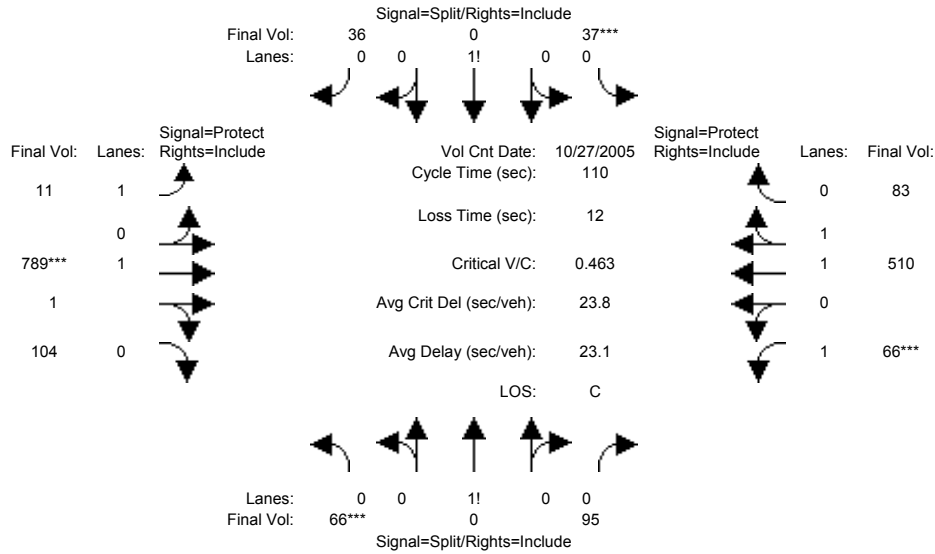 Signal=Split/Rights=Include
Final Vol: 36 0 37***
Lanes: 0 0 1! 0 0
Signal=Protect Signal=Protect
Final Vol: Lanes: Rights=Include Vol Cnt Date: 10/27/2005 Rights=Include Lanes: Final Vol:
Cycle Time (sec): 110
11 1 0 83
Loss Time (sec): 12
0 1
789*** 1 Critical V/C: 0.463 1 510
1 Avg Crit Del (sec/veh): 23.8 0
104 0 Avg Delay (sec/veh): 23.1 1 66***
LOS: C
Lanes: 0 0 1! 0 0
Final Vol: 66*** 0 95
Signal=Split/Rights=Include